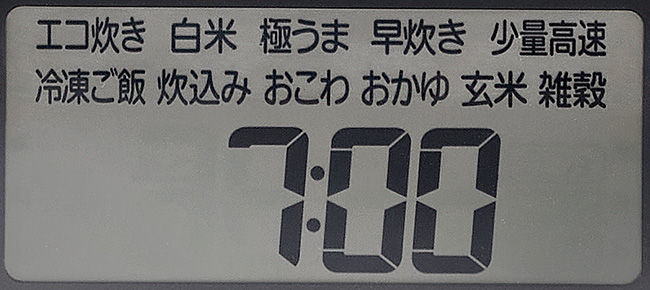 エコ炊き 白米 極うま 早炊き 少量高速
冷凍ご飯 炊込み おこわ おかゆ 玄米 雑穀
7:00